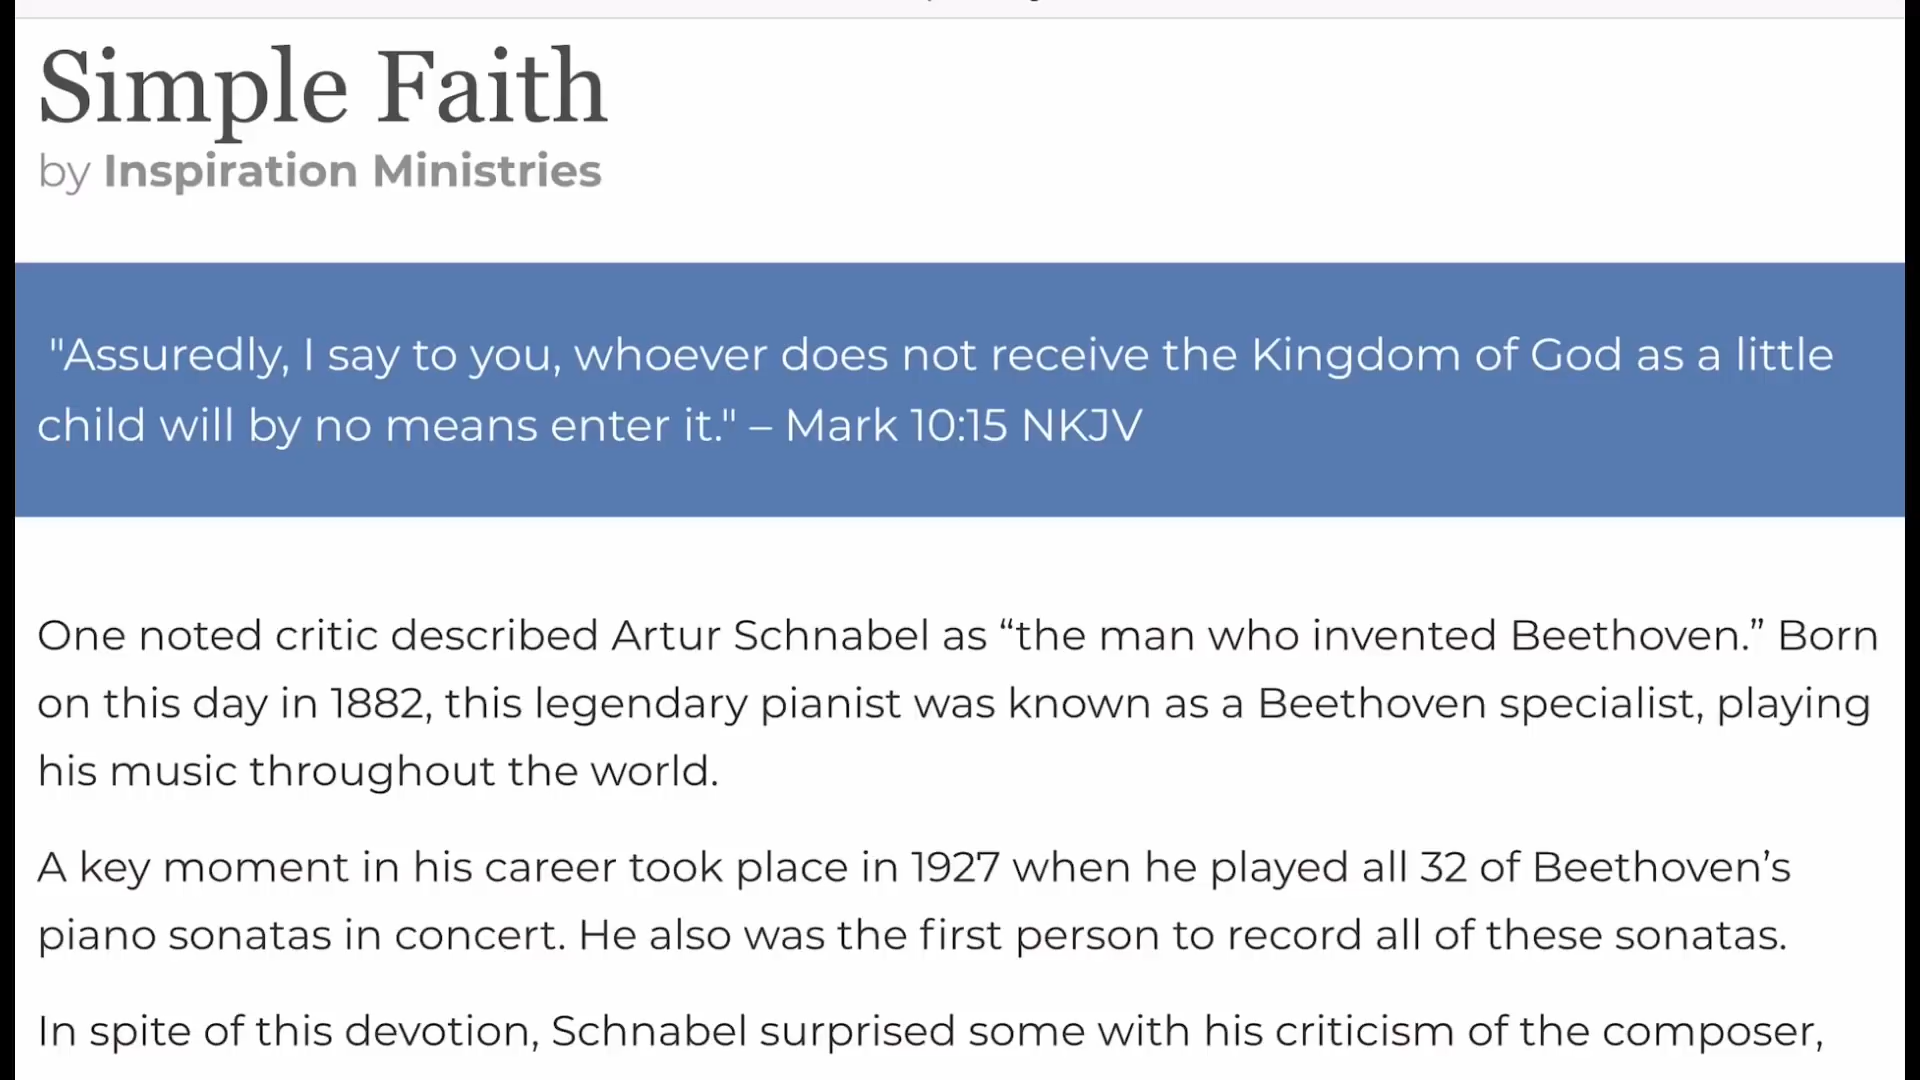 Simple Faith
by Inspiration Ministries
"Assuredly, I say to you, whoever does not receive the Kingdom of God as a little
child will by no means enter it." – Mark 10:15 NKJV
One noted critic described Artur Schnabel as “the man who invented Beethoven.” Born
on this day in 1882, this legendary pianist was known as a Beethoven specialist, playing
his music throughout the world.
A key moment in his career took place in 1927 when he played all 32 of Beethoven’s
piano sonatas in concert. He also was the first person to record all of these sonatas.
In spite of this devotion, Schnabel surprised some with his criticism of the composer,